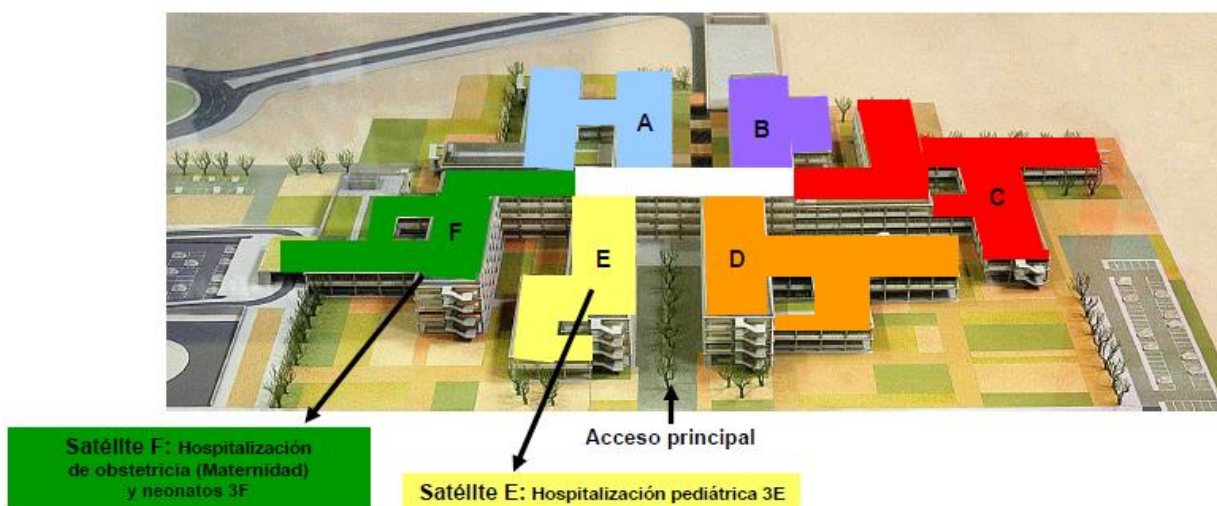 A
B
C
F
E
D
Acceso principal
Satélite F: Hospitalización
de obstetricia (Maternidad)
y neonatos 3F
Satélite E: Hospitalización pediátrica 3E